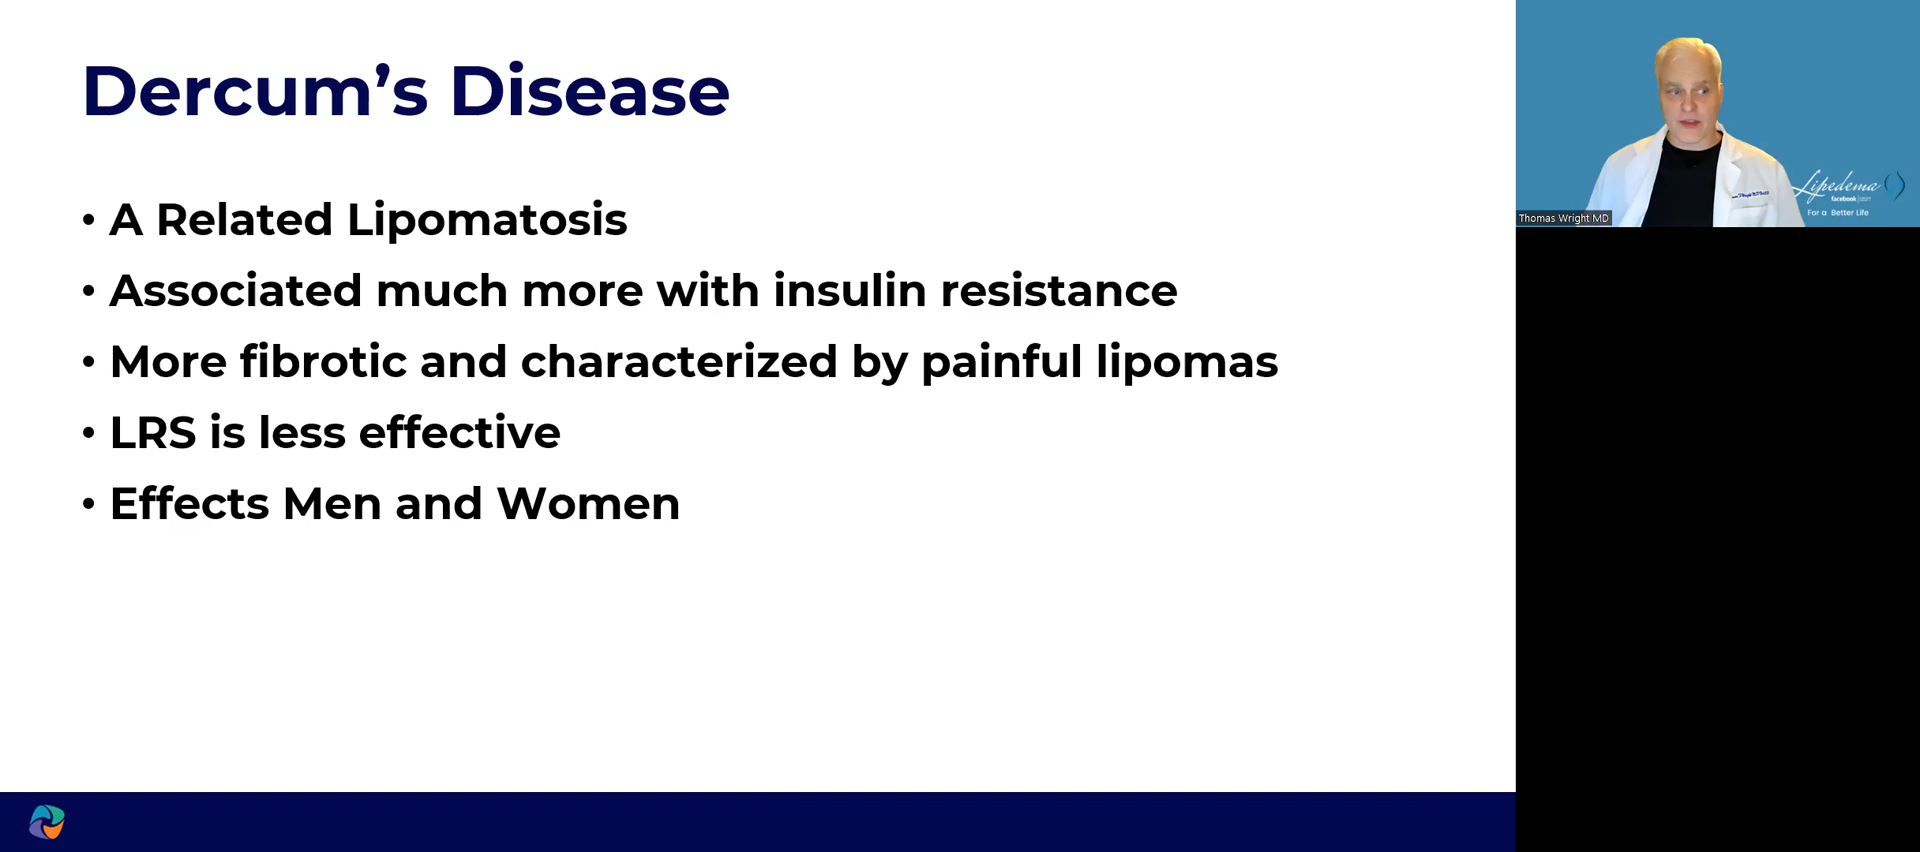 Dercum’s Disease
• A Related Lipomatosis
• Associated much more with insulin resistance
• More fibrotic and characterized by painful lipomas
• LRS is less effective
• Effects Men and Women
Lipedema
facebook
For a Better Life
Thomas Wright MD